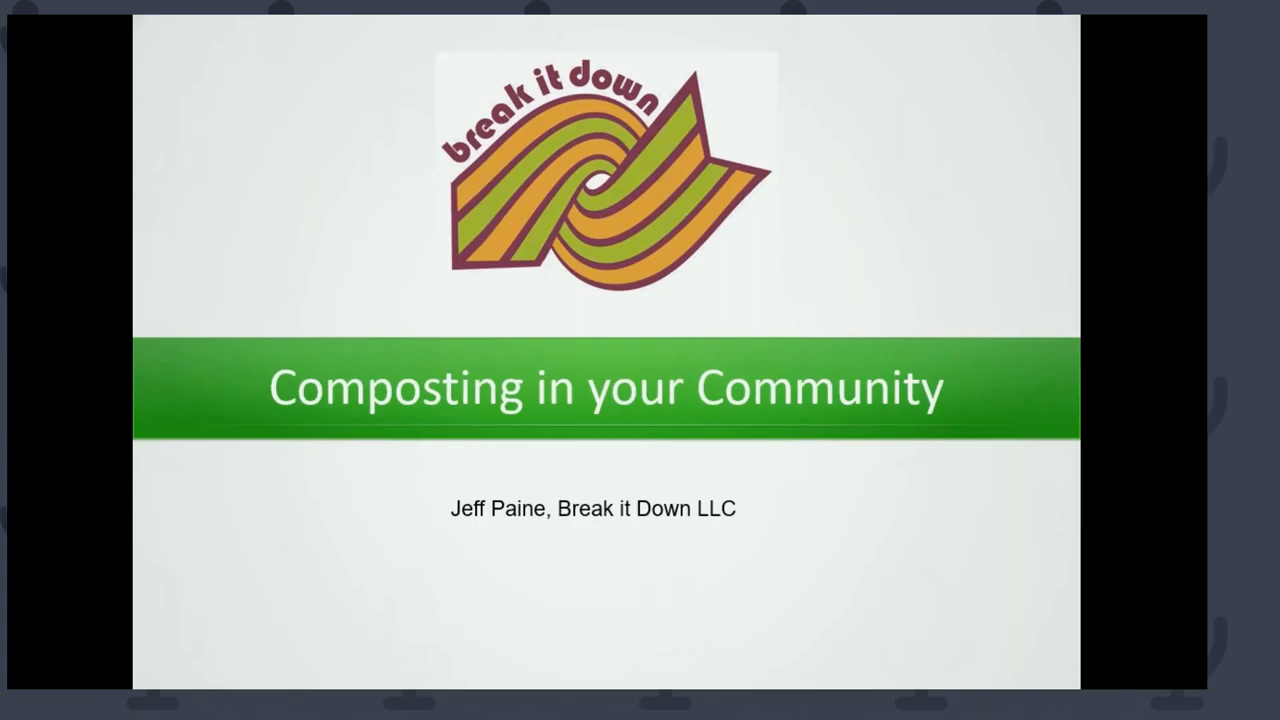 break it down
Composting in your Community
Jeff Paine, Break it Down LLC